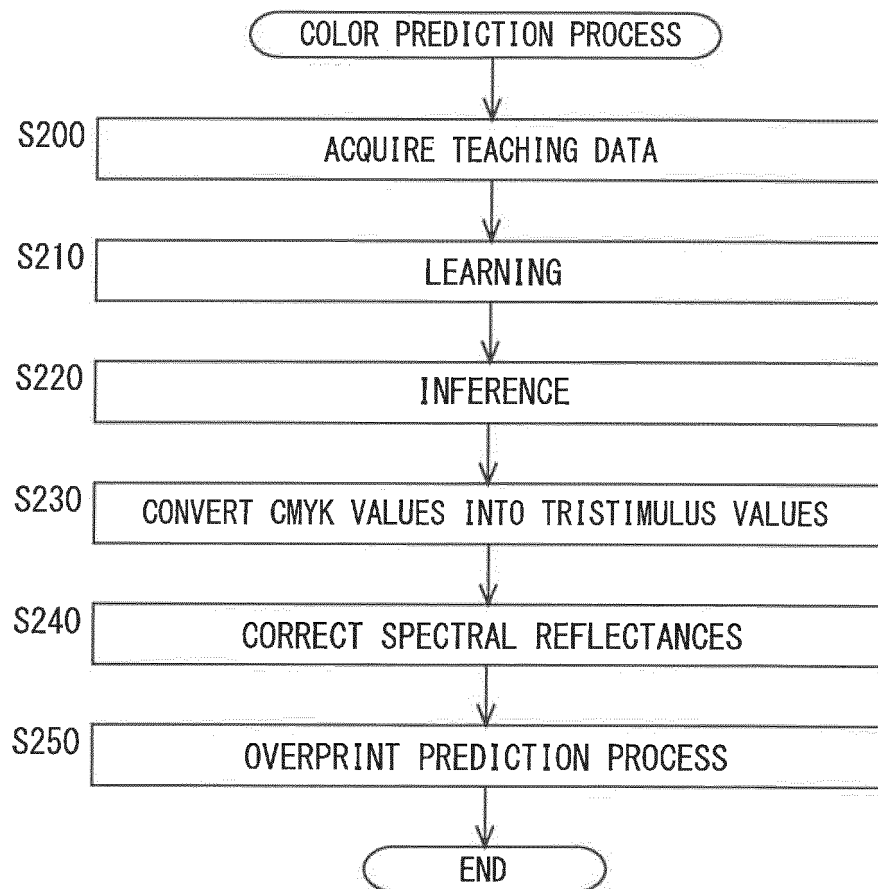 COLOR PREDICTION PROCESS
S200
ACQUIRE TEACHING DATA
S210
LEARNING
S220
INFERENCE
S230
CONVERT CMYK VALUES INTO TRISTIMULUS VALUES
S240
CORRECT SPECTRAL REFLECTANCES
S250
OVERPRINT PREDICTION PROCESS
END